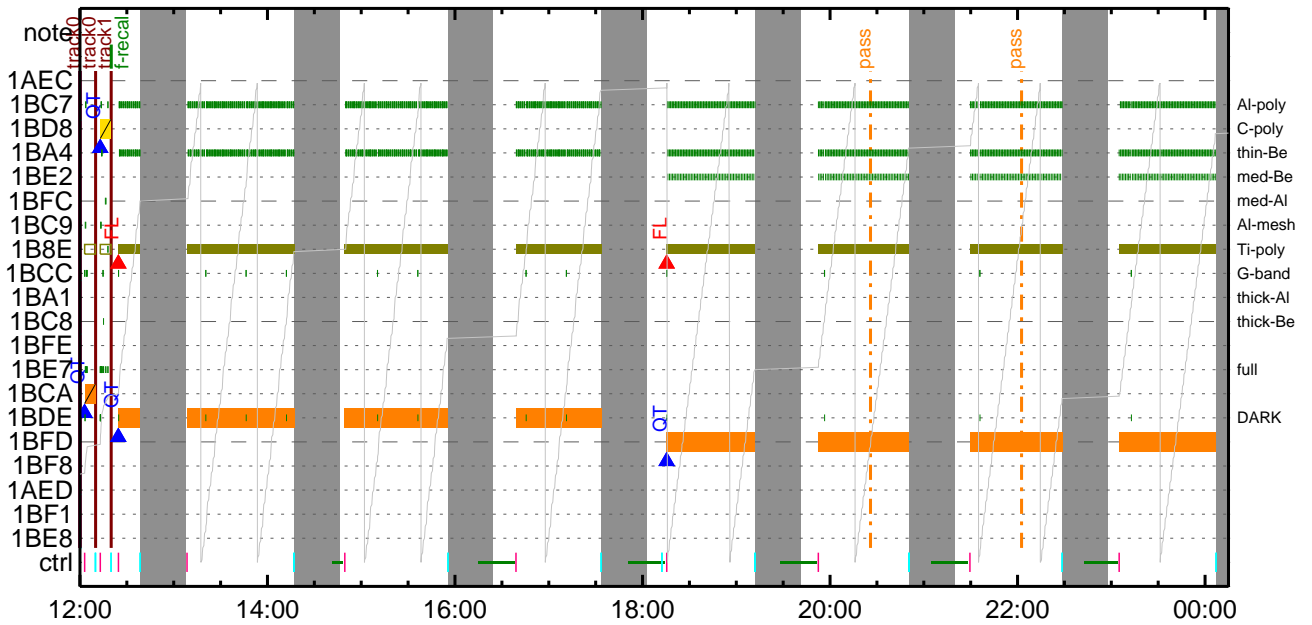 note
track0
track0
track1
f-recal
pass
pass
1AEC
1BC7 Al-poly
QT
1BD8 C-poly
1BA4 thin-Be
1BE2 med-Be
1BFC med-Al
1BC9 Al-mesh
FL
FL
1B8E Ti-poly
1BCC G-band
1BA1 thick-Al
1BC8 thick-Be
1BFE
1BE7 full
QT
1BCA
QT
1BDE DARK
QT
1BFD
1BF8
1AED
1BF1
1BE8
ctrl
12:00 14:00 16:00 18:00 20:00 22:00 00:00